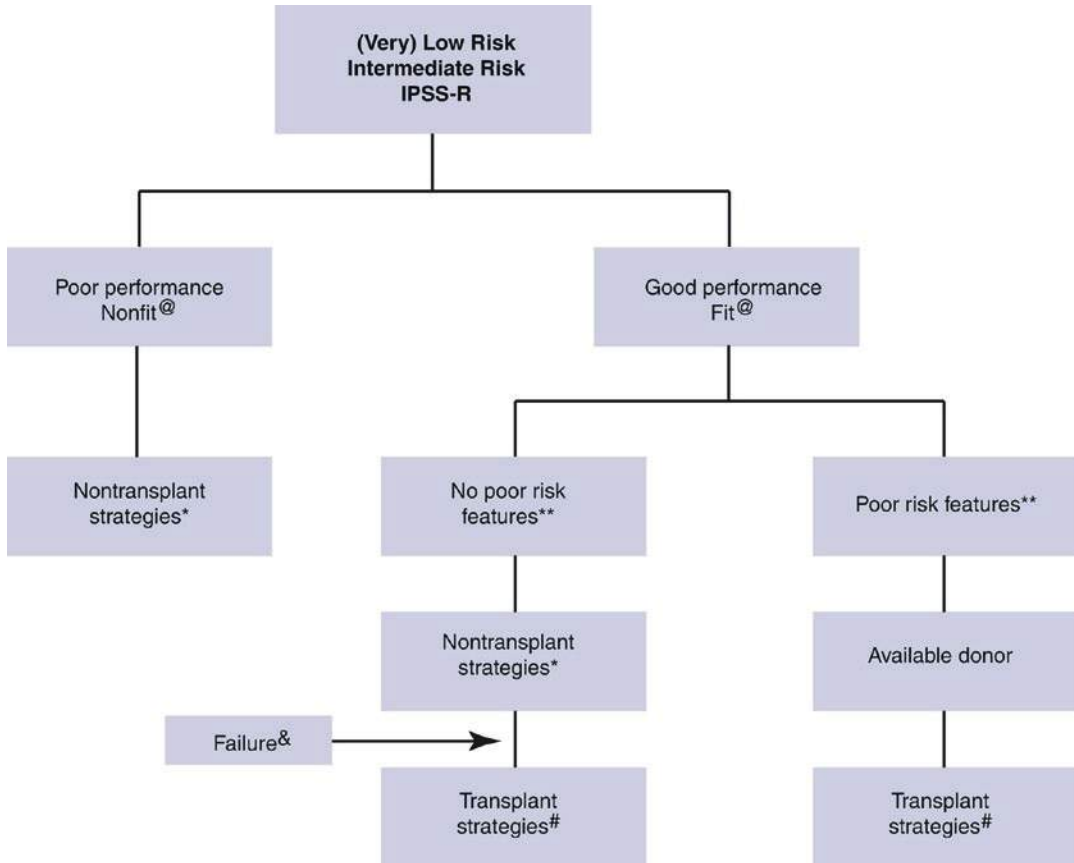 (Very) Low Risk
Intermediate Risk
IPSS-R
Poor performance
Nonfit@
Good performance
Fit@
Nontransplant
strategies*
No poor risk
features**
Poor risk features**
Nontransplant
strategies*
Available donor
Failure&
Transplant
strategies#
Transplant
strategies#